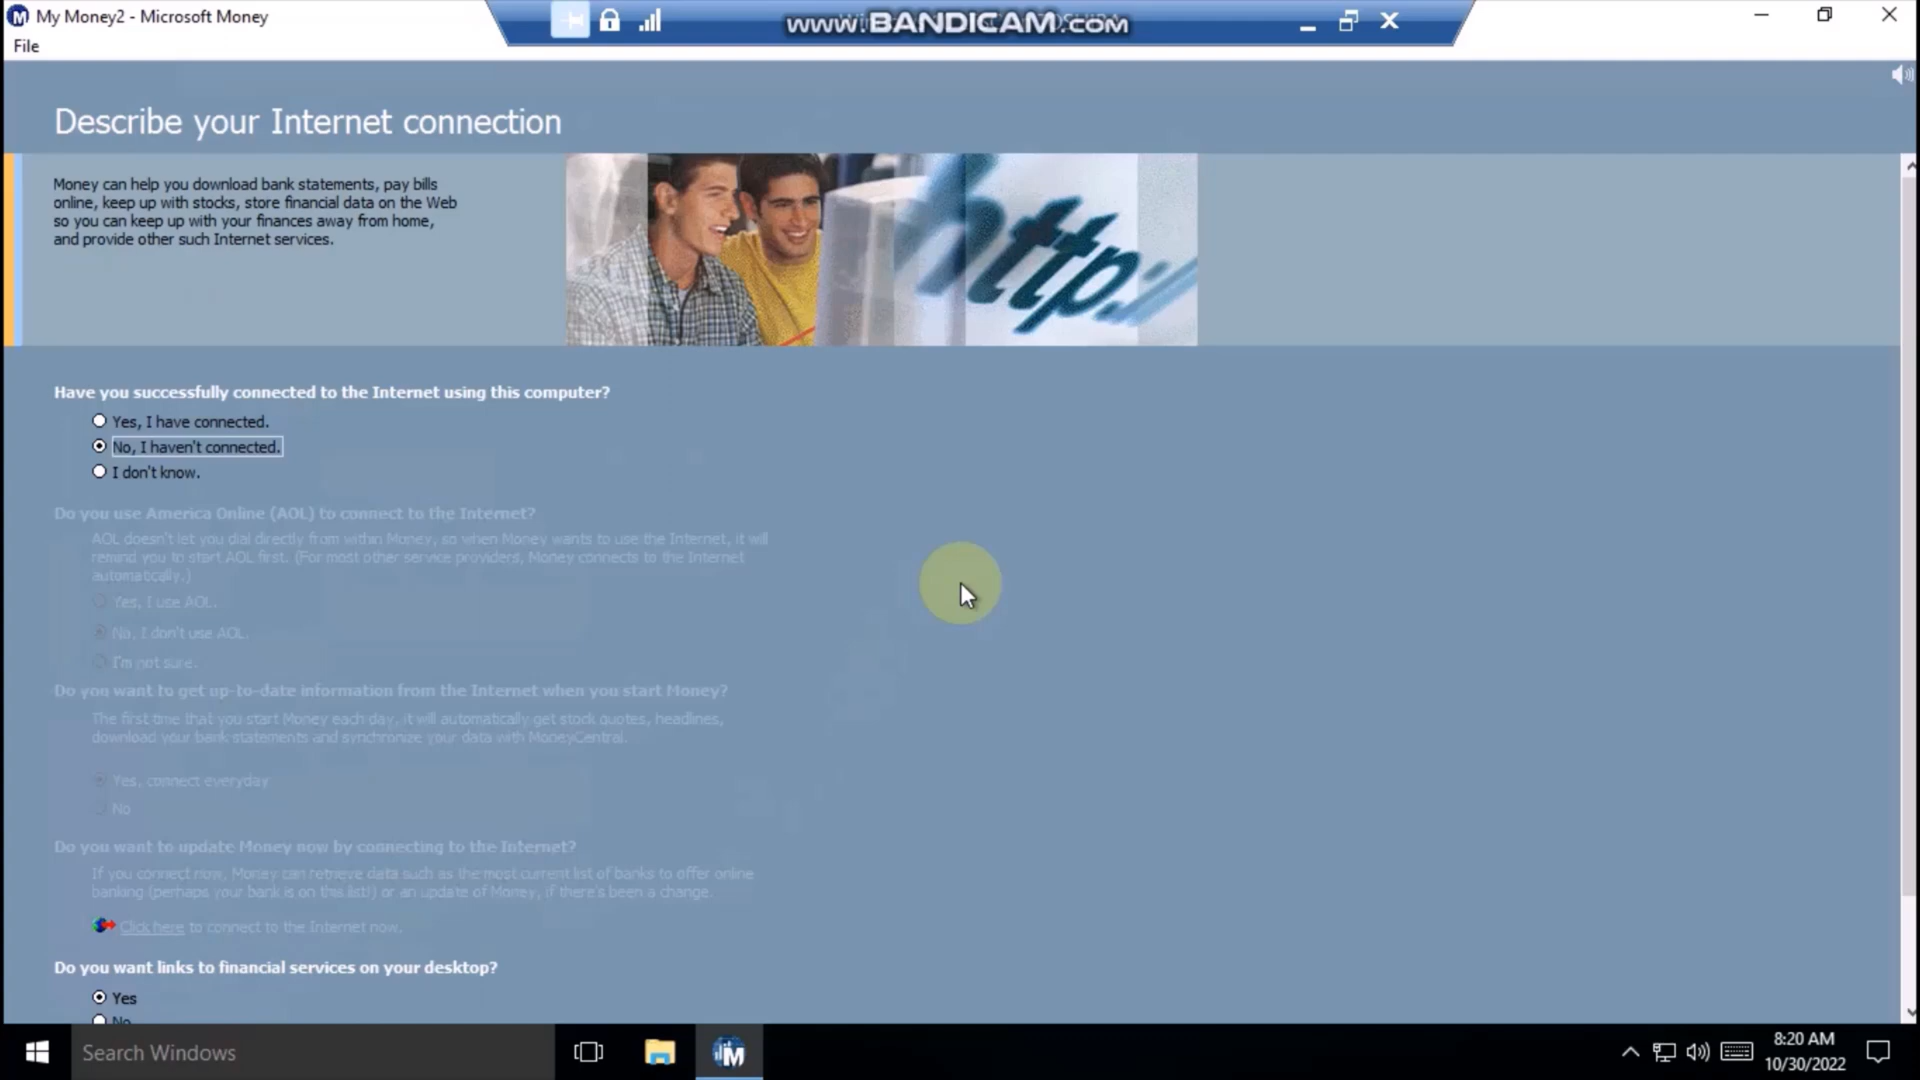 My Money2 - Microsoft Money
www.BANDICAM.com
File
Describe your Internet connection
Money can help you download bank statements, pay bills
online, keep up with stocks, store financial data on the Web
so you can keep up with your finances away from home,
and provide other such Internet services.
http:/
Have you successfully connected to the Internet using this computer?
Yes, I have connected.
No, I haven't connected.
I don't know.
Do you use America Online (AOL) to connect to the Internet?
AOL doesn't let you dial directly from within Money, so when Money wants to use the Internet, it will
remind you to start AOL first. (For most other service providers, Money connects to the Internet
automatically.)
Yes, I use AOL.
No, I don't use AOL.
I'm not sure.
Do you want to get up-to-date information from the Internet when you start Money?
The first time that you start Money each day, it will automatically get stock quotes, headlines,
download your bank statements and synchronize your data with MoneyCentral.
Yes, connect everyday
No
Do you want to update Money now by connecting to the Internet?
If you connect now, Money can retrieve data such as the most current list of banks to offer online
banking (perhaps your bank is on this list!) or an update of Money, if there's been a change.
Click here to connect to the Internet now.
Do you want links to financial services on your desktop?
Yes
No
Search Windows
8:20 AM
10/30/2022